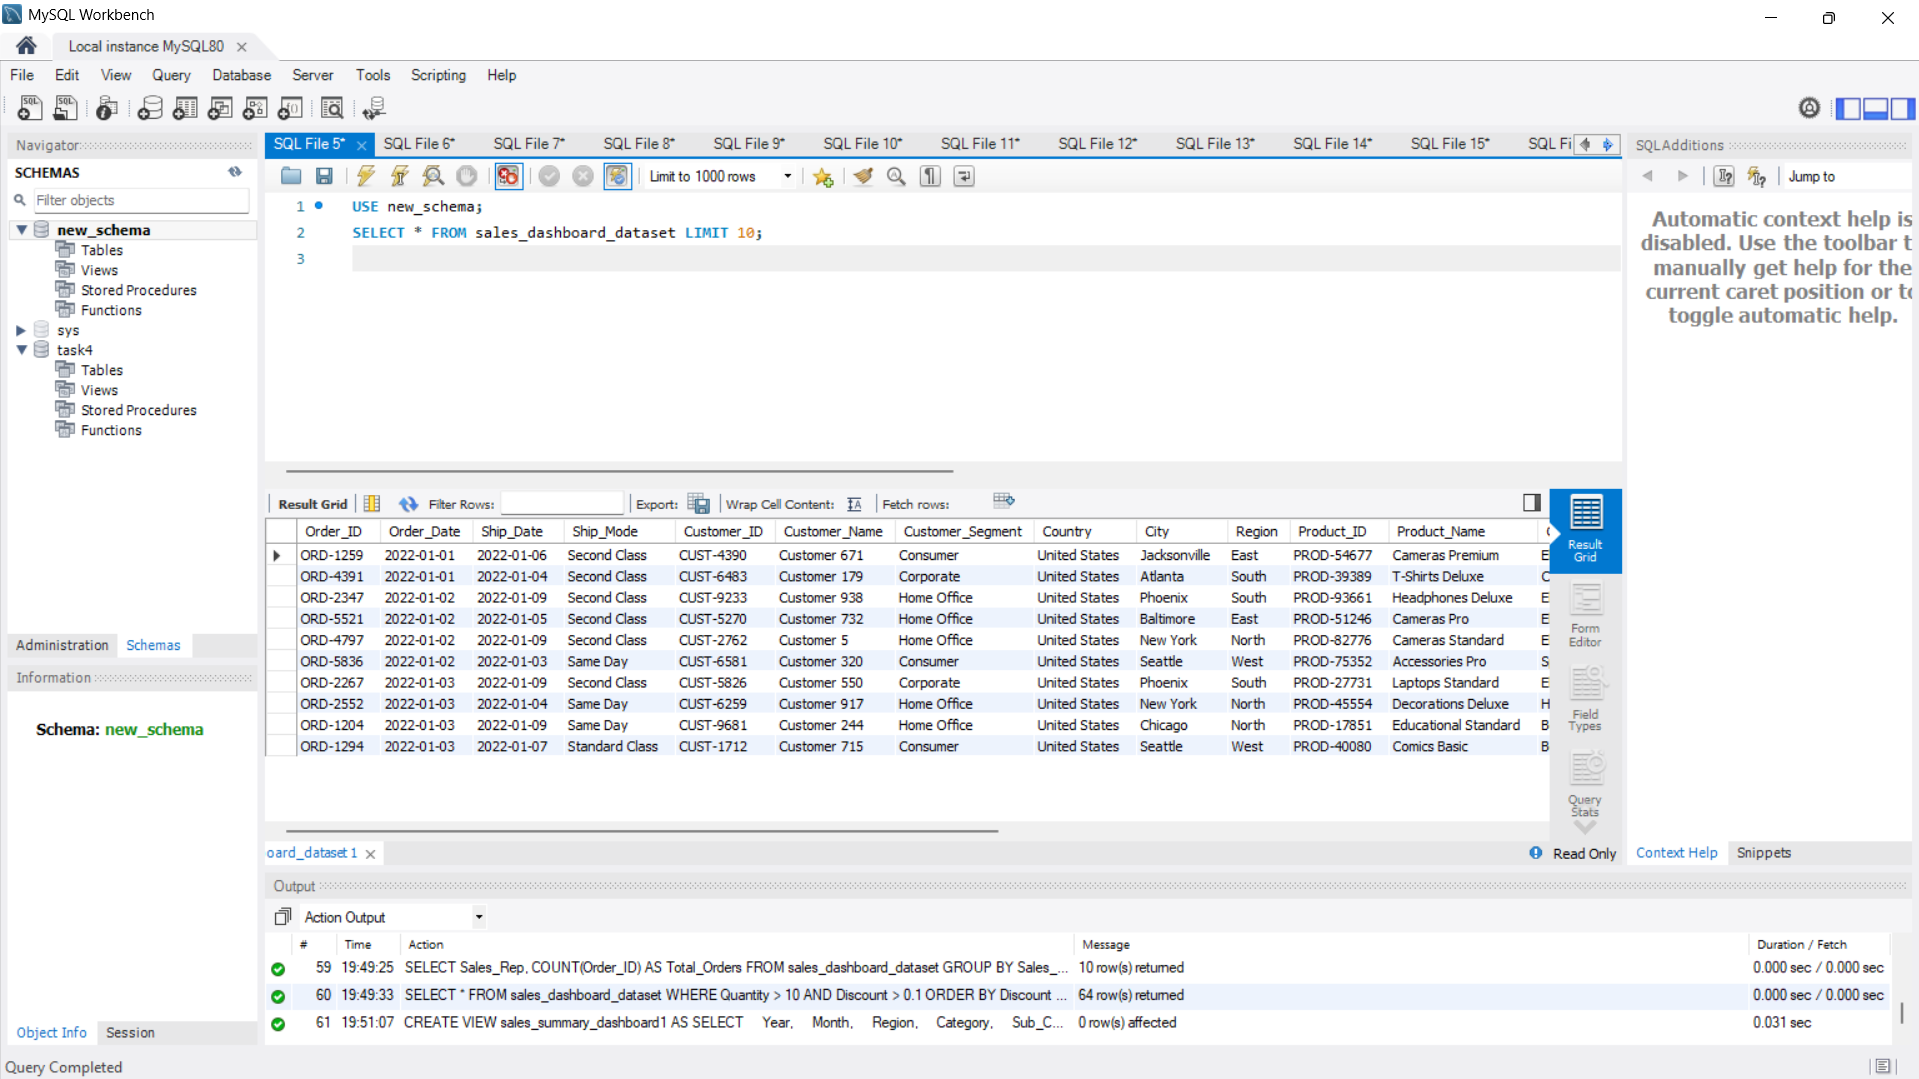 MySQL Workbench
Local instance MySQL80
File Edit View Query Database Server Tools Scripting Help
Navigator
SCHEMAS
Filter objects
new_schema
Tables
Views
Stored Procedures
Functions
sys
task4
Tables
Views
Stored Procedures
Functions
Administration Schemas
Information
Schema: new_schema
Object Info Session
Query Completed
SQL File 5* SQL File 6* SQL File 7* SQL File 8* SQL File 9* SQL File 10* SQL File 11* SQL File 12* SQL File 13* SQL File 14* SQL File 15* SQL Fi
Limit to 1000 rows
1 USE new_schema;
2 SELECT * FROM sales_dashboard_dataset LIMIT 10;
3
Result Grid Filter Rows: Export: Wrap Cell Content: Fetch rows:
Order_ID Order_Date Ship_Date Ship_Mode Customer_ID Customer_Name Customer_Segment Country City Region Product_ID Product_Name
ORD-1259 2022-01-01 2022-01-06 Second Class CUST-4390 Customer 671 Consumer United States Jacksonville East PROD-54677 Cameras Premium E
ORD-4391 2022-01-01 2022-01-04 Second Class CUST-6483 Customer 179 Corporate United States Atlanta South PROD-39389 T-Shirts Deluxe C
ORD-2347 2022-01-02 2022-01-09 Second Class CUST-9233 Customer 938 Home Office United States Phoenix South PROD-93661 Headphones Deluxe E
ORD-5521 2022-01-02 2022-01-05 Second Class CUST-5270 Customer 732 Home Office United States Baltimore East PROD-51246 Cameras Pro E
ORD-4797 2022-01-02 2022-01-09 Second Class CUST-2762 Customer 5 Home Office United States New York North PROD-82776 Cameras Standard E
ORD-5836 2022-01-02 2022-01-03 Same Day CUST-6581 Customer 320 Consumer United States Seattle West PROD-75352 Accessories Pro S
ORD-2267 2022-01-03 2022-01-09 Second Class CUST-5826 Customer 550 Corporate United States Phoenix South PROD-27731 Laptops Standard E
ORD-2552 2022-01-03 2022-01-04 Same Day CUST-6259 Customer 917 Home Office United States New York North PROD-45554 Decorations Deluxe H
ORD-1204 2022-01-03 2022-01-09 Same Day CUST-9681 Customer 244 Home Office United States Chicago North PROD-17851 Educational Standard B
ORD-1294 2022-01-03 2022-01-07 Standard Class CUST-1712 Customer 715 Consumer United States Seattle West PROD-40080 Comics Basic B
Result
Grid
Form
Editor
Field
Types
Query
Stats
oard_dataset 1
Read Only
Output
Action Output
# Time Action Message Duration / Fetch
59 19:49:25 SELECT Sales_Rep, COUNT(Order_ID) AS Total_Orders FROM sales_dashboard_dataset GROUP BY Sales_... 10 row(s) returned 0.000 sec / 0.000 sec
60 19:49:33 SELECT * FROM sales_dashboard_dataset WHERE Quantity > 10 AND Discount > 0.1 ORDER BY Discount ... 64 row(s) returned 0.000 sec / 0.000 sec
61 19:51:07 CREATE VIEW sales_summary_dashboard1 AS SELECT Year, Month, Region, Category, Sub_C... 0 row(s) affected 0.031 sec
SQLAdditions
Jump to
Automatic context help is
disabled. Use the toolbar t
manually get help for the
current caret position or to
toggle automatic help.
Context Help Snippets